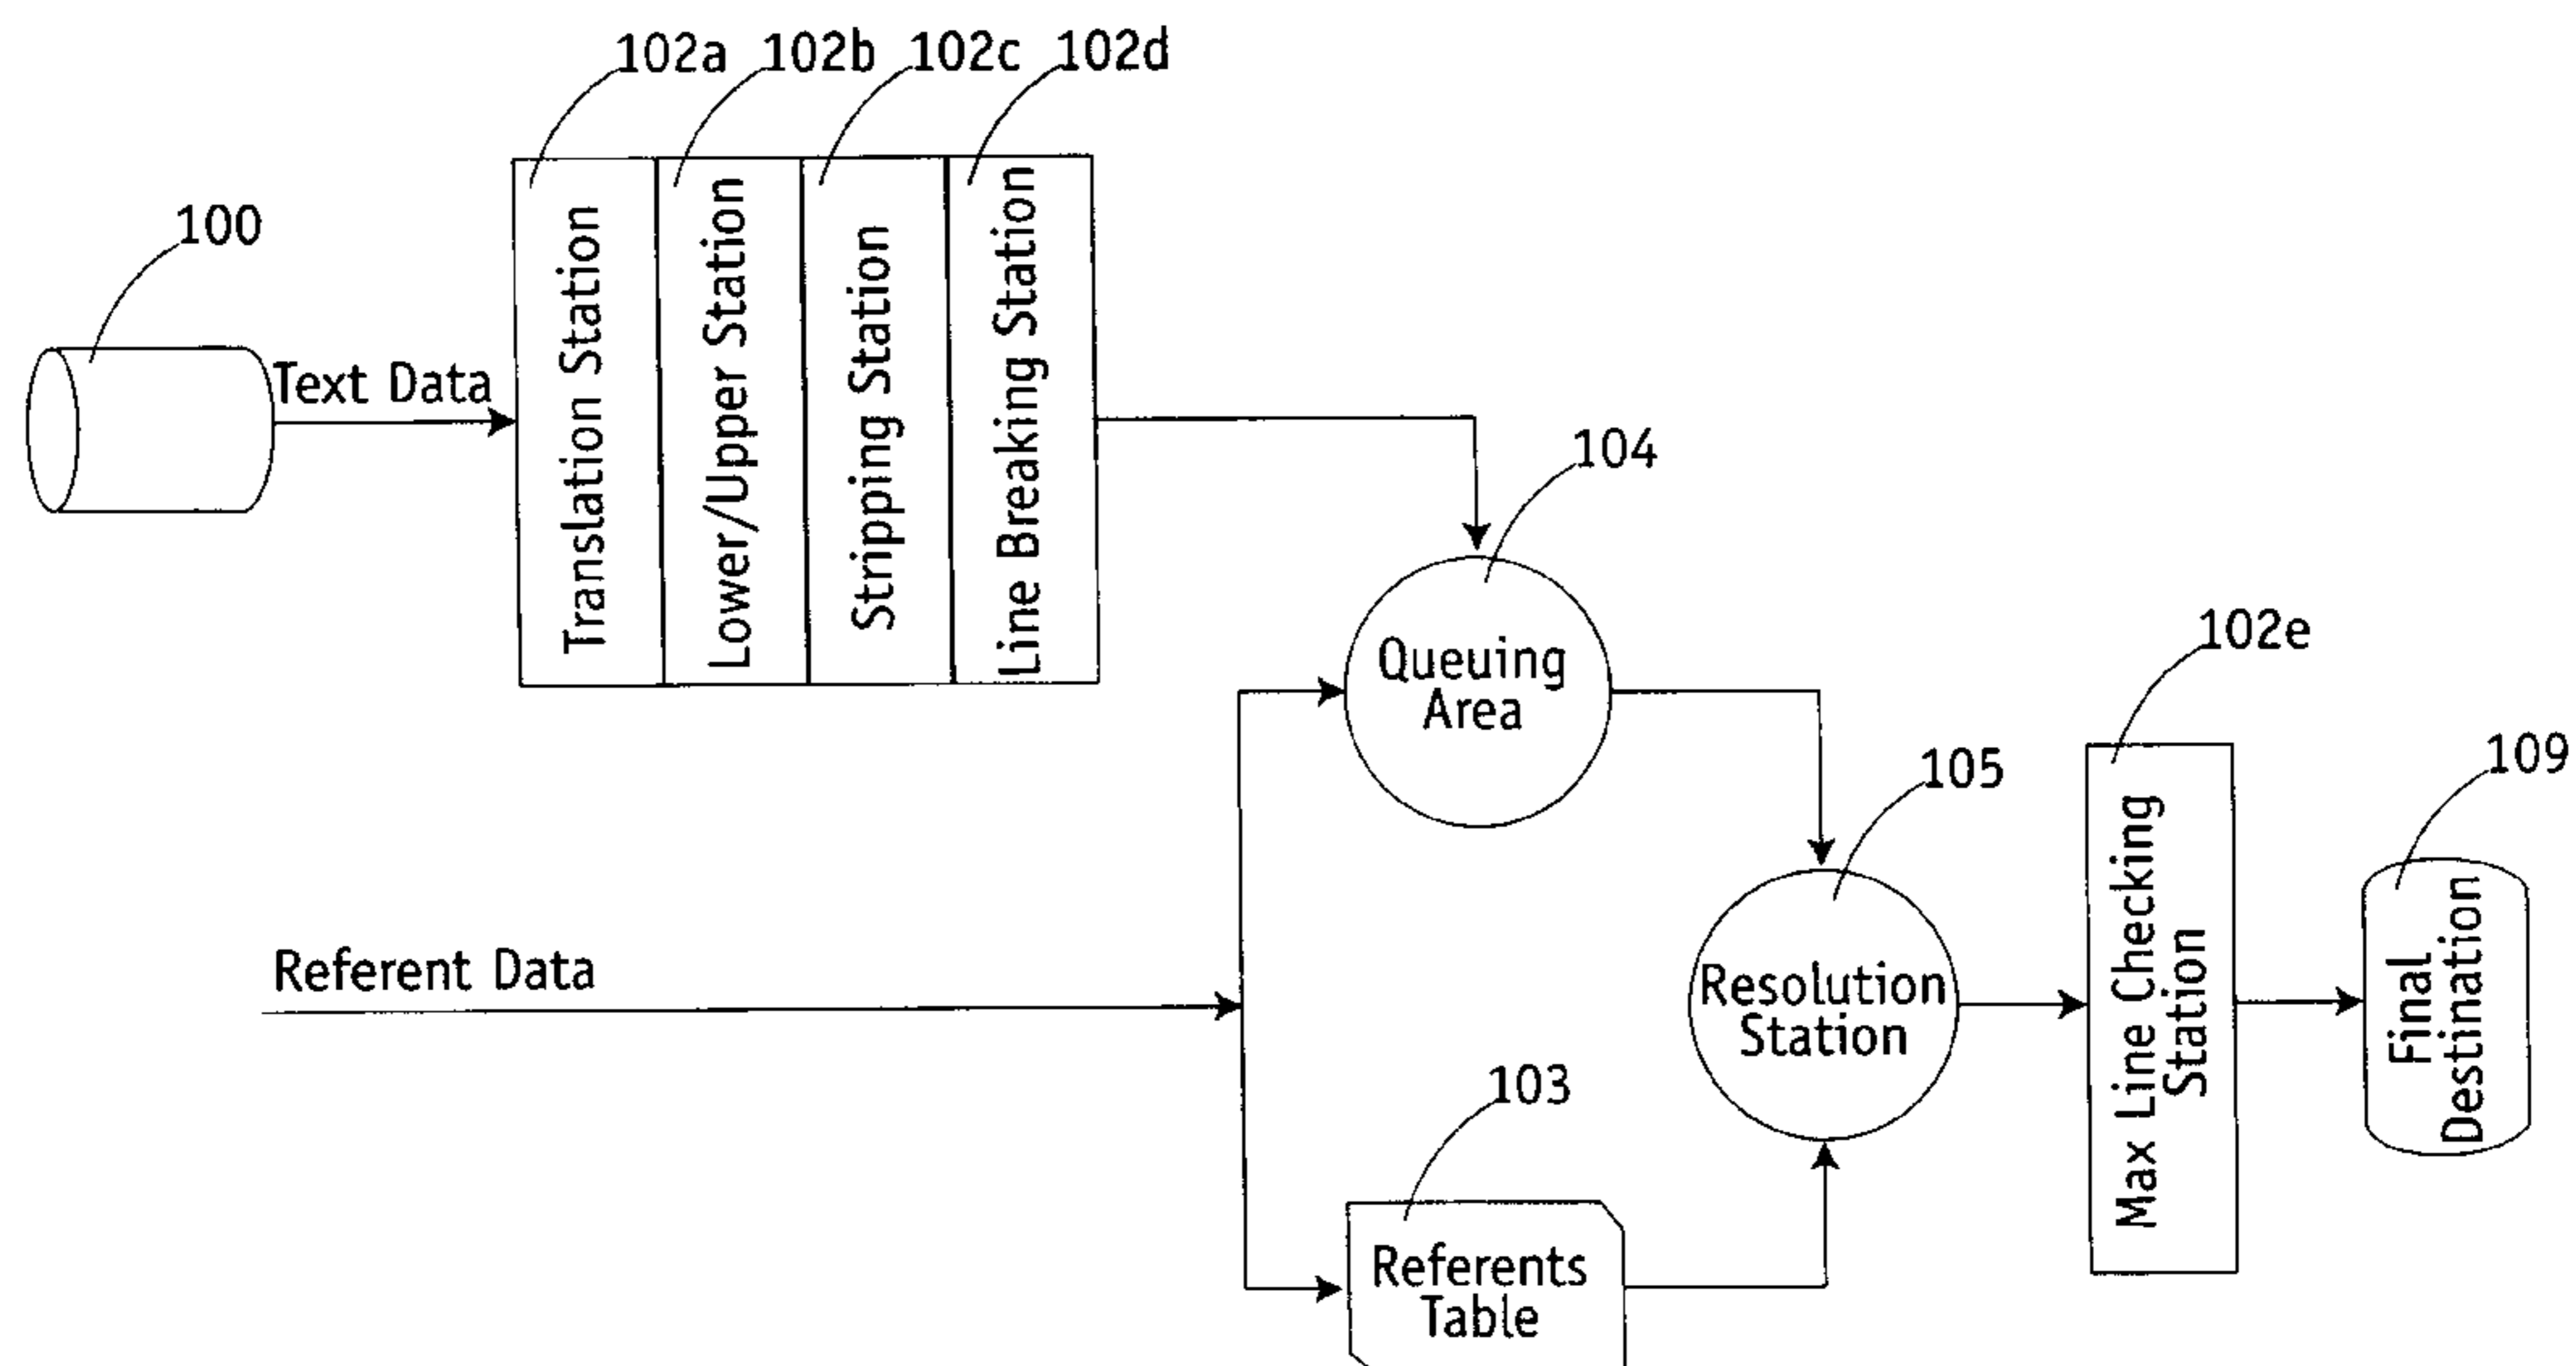 102a
102b
102c
102d
100
Text Data
Translation Station
Lower/Upper Station
Stripping Station
Line Breaking Station
104
Queuing
Area
102e
105
109
Referent Data
Resolution
Station
Max Line Checking
Station
Final
Destination
103
Referents
Table